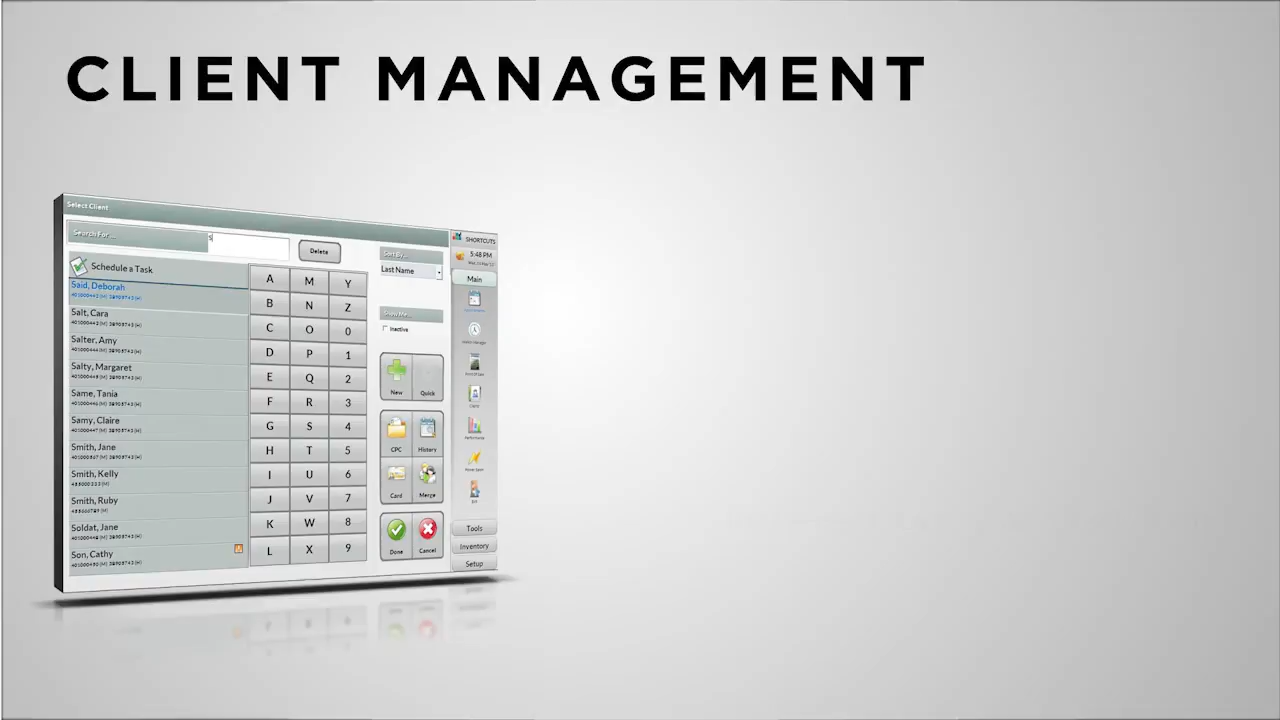 CLIENT MANAGEMENT
Select Client
Search For ...
S
Delete
Schedule a Task
Said, Deborah
Salt, Cara
Salter, Amy
Salty, Margaret
Same, Tania
Samy, Claire
Smith, Jane
Smith, Kelly
Smith, Ruby
Soldat, Jane
Son, Cathy
A M Y
B N Z
C O 0
D P 1
E Q 2
F R 3
G S 4
H T 5
I U 6
J V 7
K W 8
L X 9
Sort By...
Last Name
Show Me...
Inactive
New Quick
CPC History
Card Merge
Done Cancel
SHORTCUTS
5:48 PM
Main
Client
Performance
Exit
Tools
Inventory
Setup